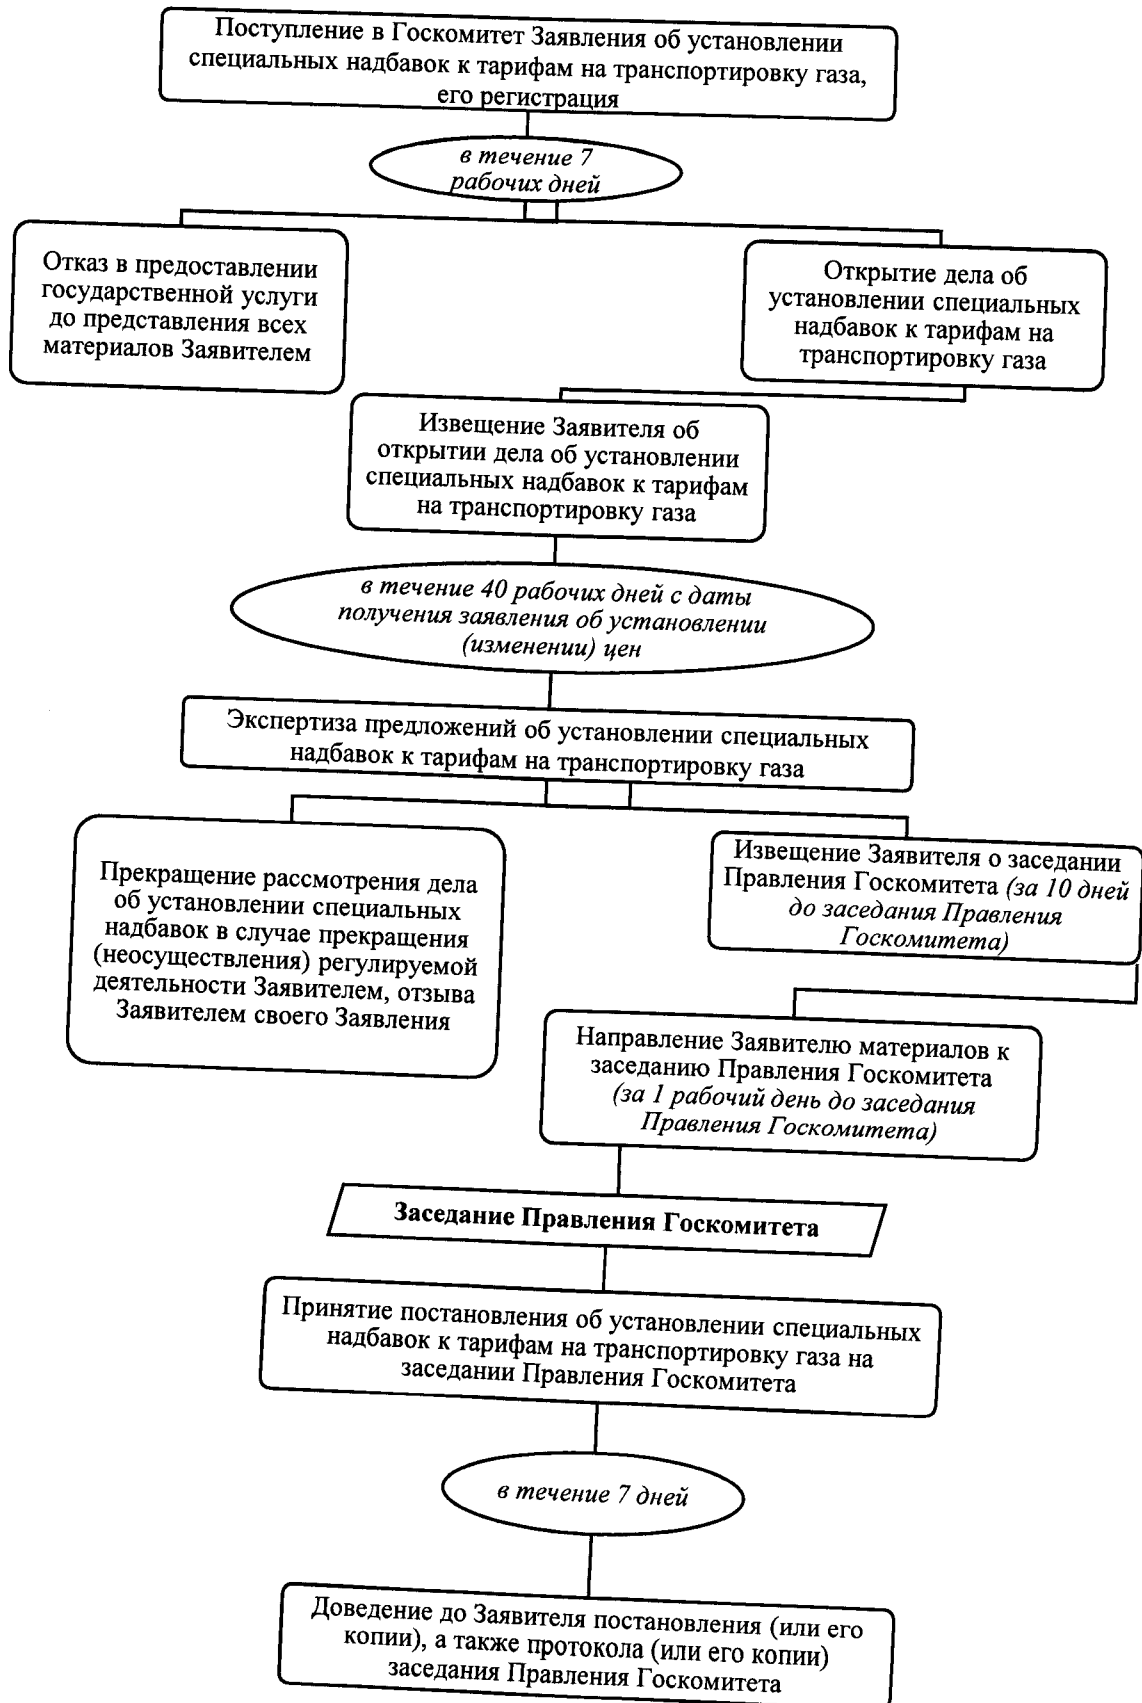 Поступление в Госкомитет Заявления об установлении
специальных надбавок к тарифам на транспортировку газа,
его регистрация
в течение 7
рабочих дней
Отказ в предоставлении
государственной услуги
до представления всех
материалов Заявителем
Открытие дела об
установлении специальных
надбавок к тарифам на
транспортировку газа
Извещение Заявителя об
открытии дела об установлении
специальных надбавок к тарифам
на транспортировку газа
в течение 40 рабочих дней с даты
получения заявления об установлении
(изменении) цен
Экспертиза предложений об установлении специальных
надбавок к тарифам на транспортировку газа
Прекращение рассмотрения дела
об установлении специальных
надбавок в случае прекращения
(неосуществления) регулируемой
деятельности Заявителем, отзыва
Заявителем своего Заявления
Извещение Заявителя о заседании
Правления Госкомитета (за 10 дней
до заседания Правления
Госкомитета)
Направление Заявителю материалов к
заседанию Правления Госкомитета
(за 1 рабочий день до заседания
Правления Госкомитета)
Заседание Правления Госкомитета
Принятие постановления об установлении специальных
надбавок к тарифам на транспортировку газа на
заседании Правления Госкомитета
в течение 7 дней
Доведение до Заявителя постановления (или его
копии), а также протокола (или его копии)
заседания Правления Госкомитета